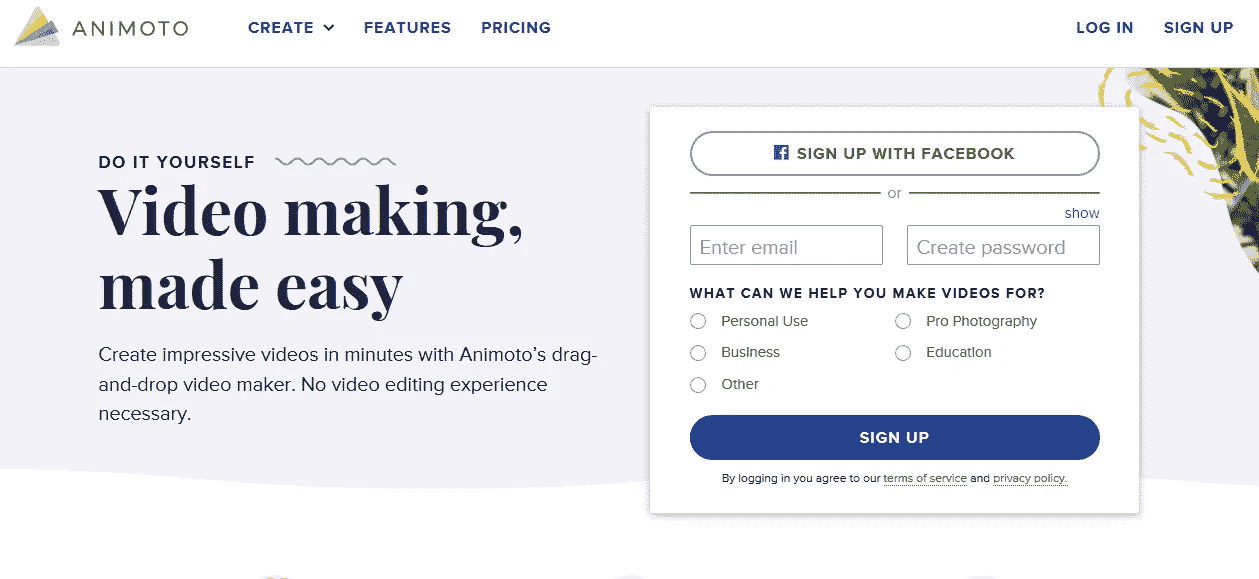 ANIMOTO
CREATE
FEATURES
PRICING
LOG IN
SIGN UP
DO IT YOURSELF
Video making,
made easy
Create impressive videos in minutes with Animoto’s drag-
and-drop video maker. No video editing experience
necessary.
SIGN UP WITH FACEBOOK
or
show
Enter email
Create password
WHAT CAN WE HELP YOU MAKE VIDEOS FOR?
Personal Use
Pro Photography
Business
Education
Other
SIGN UP
By logging in you agree to our terms of service and privacy policy.